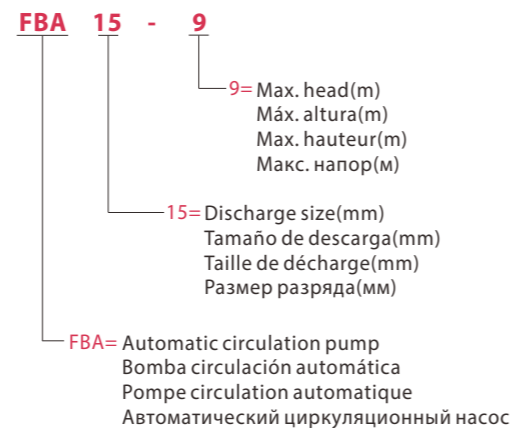 FBA 15 - 9
9= Max. head(m)
Máx. altura(m)
Max. hauteur(m)
Макс. напор(м)
15= Discharge size(mm)
Tamaño de descarga(mm)
Taille de décharge(mm)
Размер разряда(мм)
FBA= Automatic circulation pump
Bomba circulación automática
Pompe circulation automatique
Автоматический циркуляционный насос